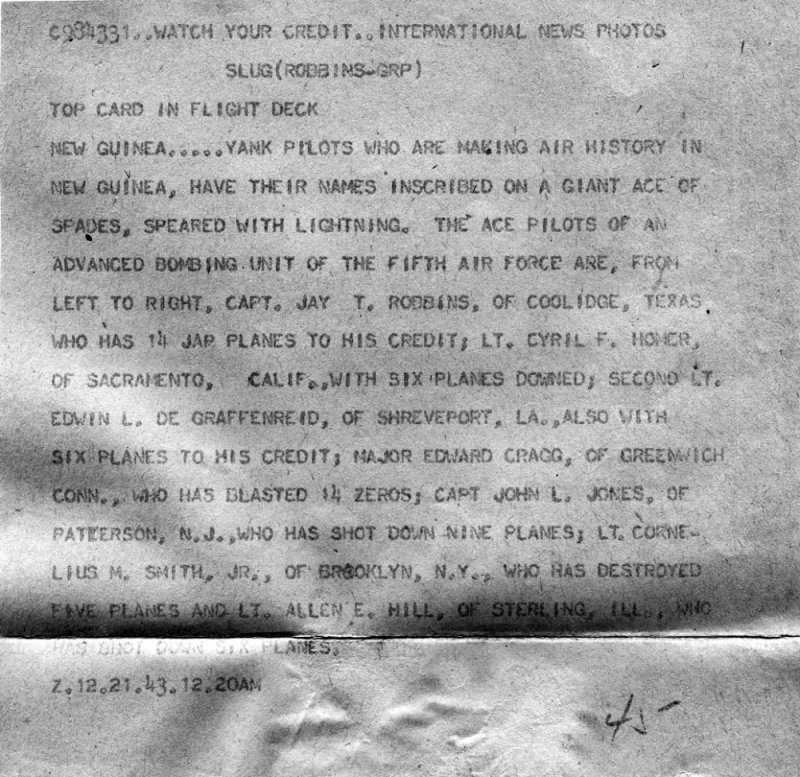 C984331..WATCH YOUR CREDIT..INTERNATIONAL NEWS PHOTOS
SLUG(ROBBINS-GRP)
TOP CARD IN FLIGHT DECK
NEW GUINEA.....YANK PILOTS WHO ARE MAKING AIR HISTORY IN
NEW GUINEA, HAVE THEIR NAMES INSCRIBED ON A GIANT ACE OF
SPADES, SPEARED WITH LIGHTNING. THE ACE PILOTS OF AN
ADVANCED BOMBING UNIT OF THE FIFTH AIR FORCE ARE, FROM
LEFT TO RIGHT, CAPT. JAY T. ROBBINS, OF COOLIDGE, TEXAS
WHO HAS 14 JAP PLANES TO HIS CREDIT; LT. CYRIL F. HOMER,
OF SACRAMENTO, CALIF.,WITH SIX PLANES DOWNED; SECOND LT.
EDWIN L. DE GRAFFENREID, OF SHREVEPORT, LA.,ALSO WITH
SIX PLANES TO HIS CREDIT; MAJOR EDWARD CRAGG, OF GREENWICH
CONN., WHO HAS BLASTED 14 ZEROS; CAPT JOHN L. JONES, OF
PATTERSON, N.J.,WHO HAS SHOT DOWN NINE PLANES; LT. CORNE-
LIUS M. SMITH, JR., OF BROOKLYN, N.Y., WHO HAS DESTROYED
FIVE PLANES AND LT. ALLEN E. HILL, OF STERLING, ILL., WHO
HAS SHOT DOWN SIX PLANES.
Z.12.21.43.12.20AM
45-